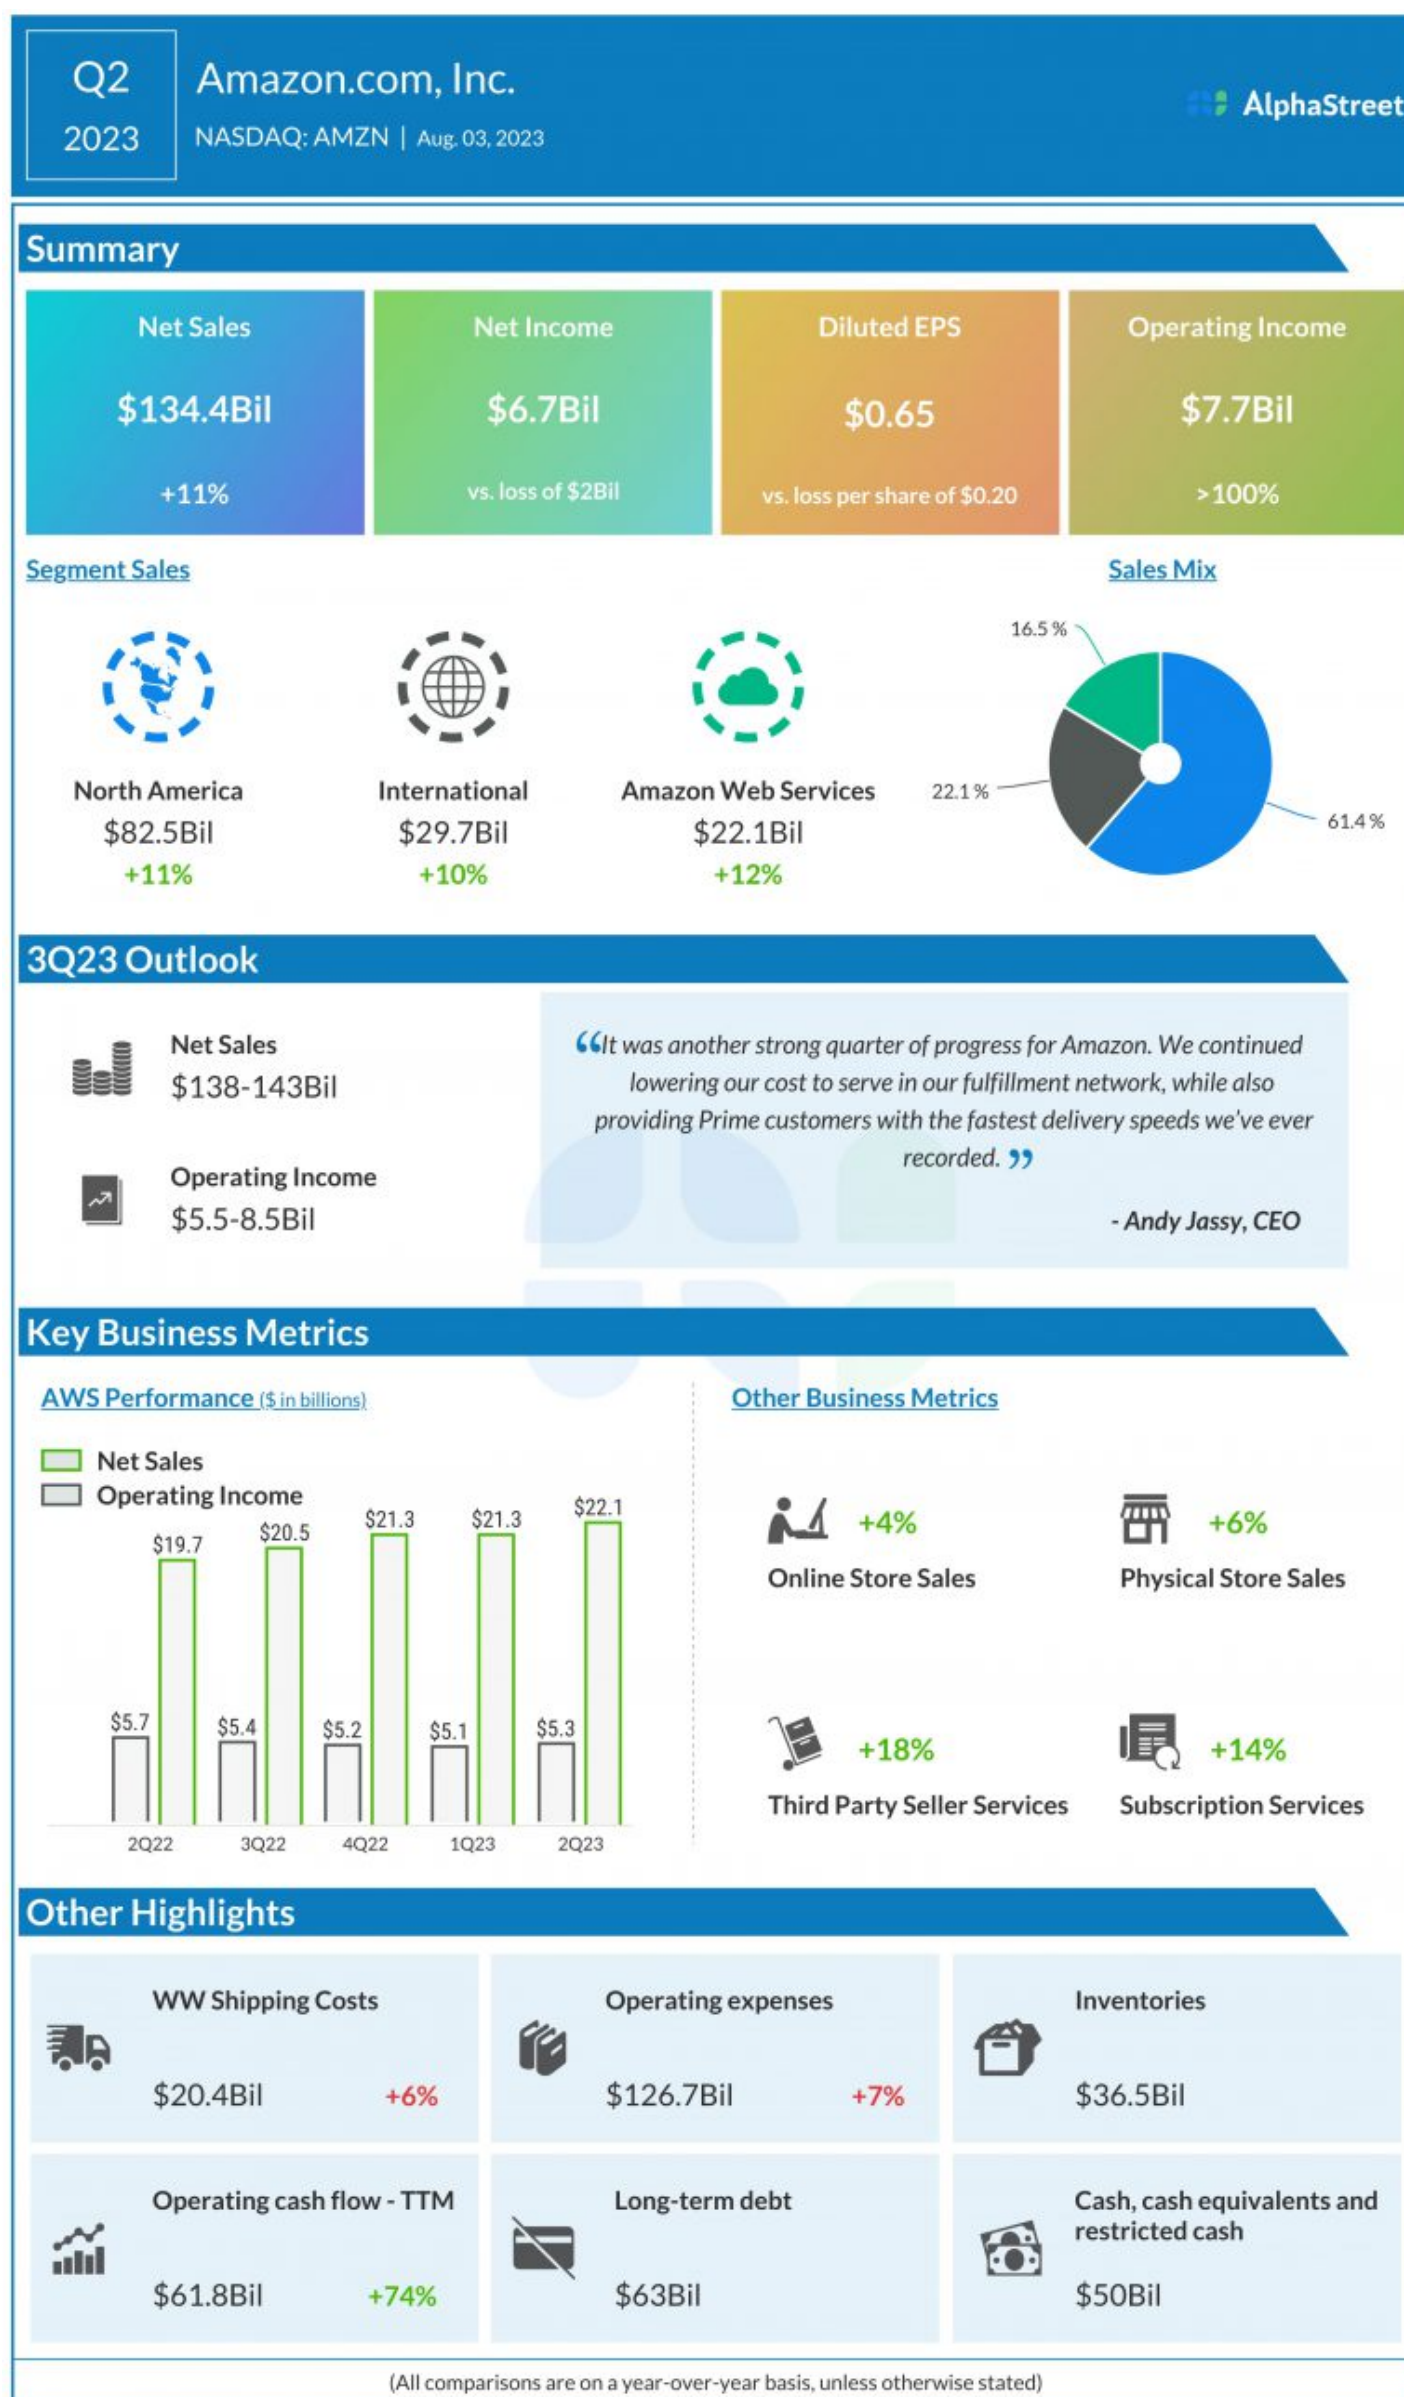 Q2
2023
Amazon.com, Inc.
NASDAQ: AMZN | Aug. 03, 2023
AlphaStreet
Summary
Net Sales
$134.4Bil
+11%
Net Income
$6.7Bil
vs. loss of $2Bil
Diluted EPS
$0.65
vs. loss per share of $0.20
Operating Income
$7.7Bil
>100%
Segment Sales
North America
$82.5Bil
+11%
International
$29.7Bil
+10%
Amazon Web Services
$22.1Bil
+12%
Sales Mix
16.5 %
22.1 %
61.4 %
3Q23 Outlook
Net Sales
$138-143Bil
Operating Income
$5.5-8.5Bil
“It was another strong quarter of progress for Amazon. We continued
lowering our cost to serve in our fulfillment network, while also
providing Prime customers with the fastest delivery speeds we've ever
recorded. ”
- Andy Jassy, CEO
Key Business Metrics
AWS Performance ($ in billions)
Net Sales
Operating Income
$19.7
$20.5
$21.3
$21.3
$22.1
$5.7
$5.4
$5.2
$5.1
$5.3
2Q22
3Q22
4Q22
1Q23
2Q23
Other Business Metrics
+4%
Online Store Sales
+6%
Physical Store Sales
+18%
Third Party Seller Services
+14%
Subscription Services
Other Highlights
WW Shipping Costs
$20.4Bil +6%
Operating expenses
$126.7Bil +7%
Inventories
$36.5Bil
Operating cash flow - TTM
$61.8Bil +74%
Long-term debt
$63Bil
Cash, cash equivalents and
restricted cash
$50Bil
(All comparisons are on a year-over-year basis, unless otherwise stated)